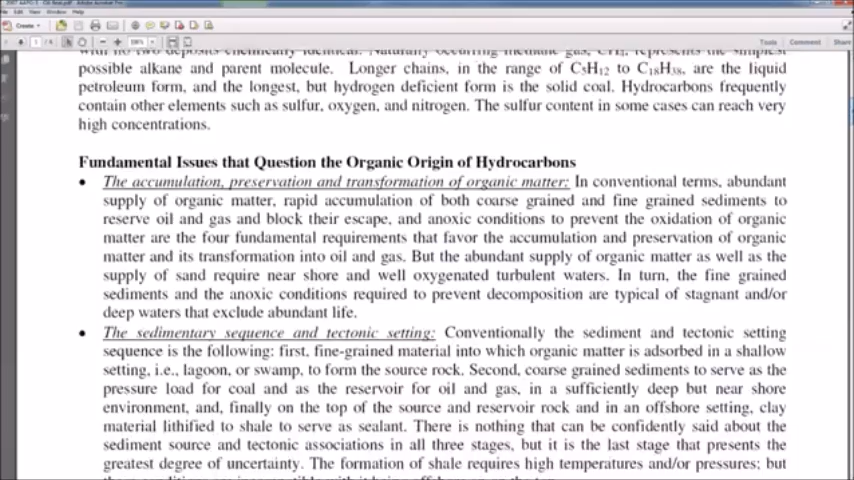 Create
1
Tools
Comment
Share
possible alkane and parent molecule. Longer chains, in the range of C5H12 to C18H38, are the liquid
petroleum form, and the longest, but hydrogen deficient form is the solid coal. Hydrocarbons frequently
contain other elements such as sulfur, oxygen, and nitrogen. The sulfur content in some cases can reach very
high concentrations.
Fundamental Issues that Question the Organic Origin of Hydrocarbons
• The accumulation, preservation and transformation of organic matter: In conventional terms, abundant
supply of organic matter, rapid accumulation of both coarse grained and fine grained sediments to
reserve oil and gas and block their escape, and anoxic conditions to prevent the oxidation of organic
matter are the four fundamental requirements that favor the accumulation and preservation of organic
matter and its transformation into oil and gas. But the abundant supply of organic matter as well as the
supply of sand require near shore and well oxygenated turbulent waters. In turn, the fine grained
sediments and the anoxic conditions required to prevent decomposition are typical of stagnant and/or
deep waters that exclude abundant life.
• The sedimentary sequence and tectonic setting: Conventionally the sediment and tectonic setting
sequence is the following: first, fine-grained material into which organic matter is adsorbed in a shallow
setting, i.e., lagoon, or swamp, to form the source rock. Second, coarse grained sediments to serve as the
pressure load for coal and as the reservoir for oil and gas, in a sufficiently deep but near shore
environment, and, finally on the top of the source and reservoir rock and in an offshore setting, clay
material lithified to shale to serve as sealant. There is nothing that can be confidently said about the
sediment source and tectonic associations in all three stages, but it is the last stage that presents the
greatest degree of uncertainty. The formation of shale requires high temperatures and/or pressures; but